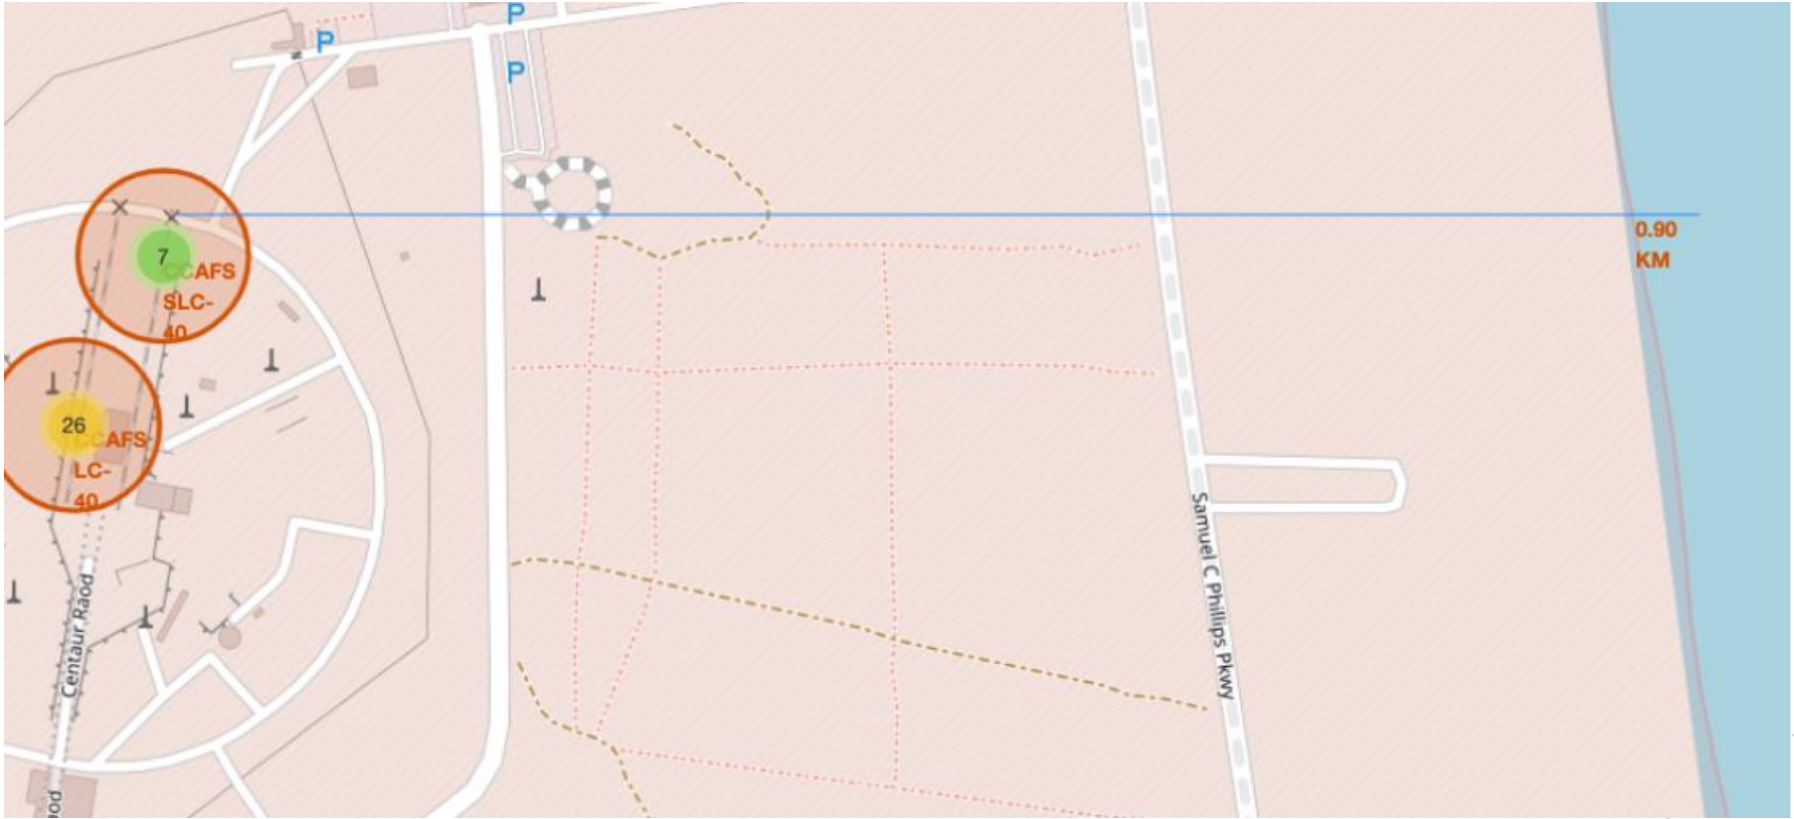 P
P
P
0.90
KM
7
CCAFS
SLC-
40
26
CCAFS
LC-
40
Samuel C Phillips Pkwy
Centaur Raod